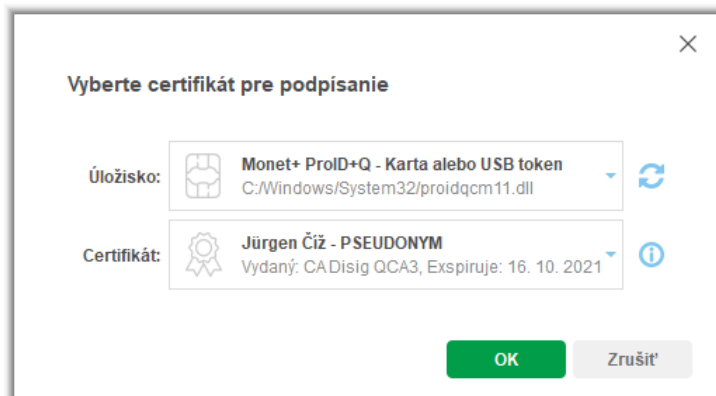 Vyberte certifikát pre podpísanie
Úložisko:
Monet+ ProID+Q - Karta alebo USB token
C:/Windows/System32/proidqcm11.dll
Certifikát:
Jürgen Číž - PSEUDONYM
Vydaný: CA Disig QCA3, Exspiruje: 16. 10. 2021
OK
Zrušiť